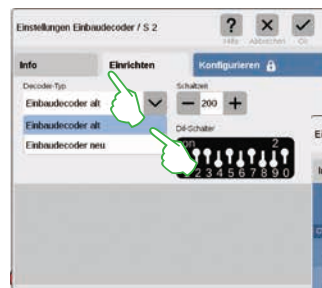 Einstellungen Einbaudecoder / S 2
Hilfe Abbrechen OK
Info Einrichten Konfigurieren
Decoder-Typ Schaltzeit
Einbaudecoder alt 200
Einbaudecoder alt
Dil-Schalter
Einbaudecoder neu
on 2
2 3 4 5 6 7 8 9 0